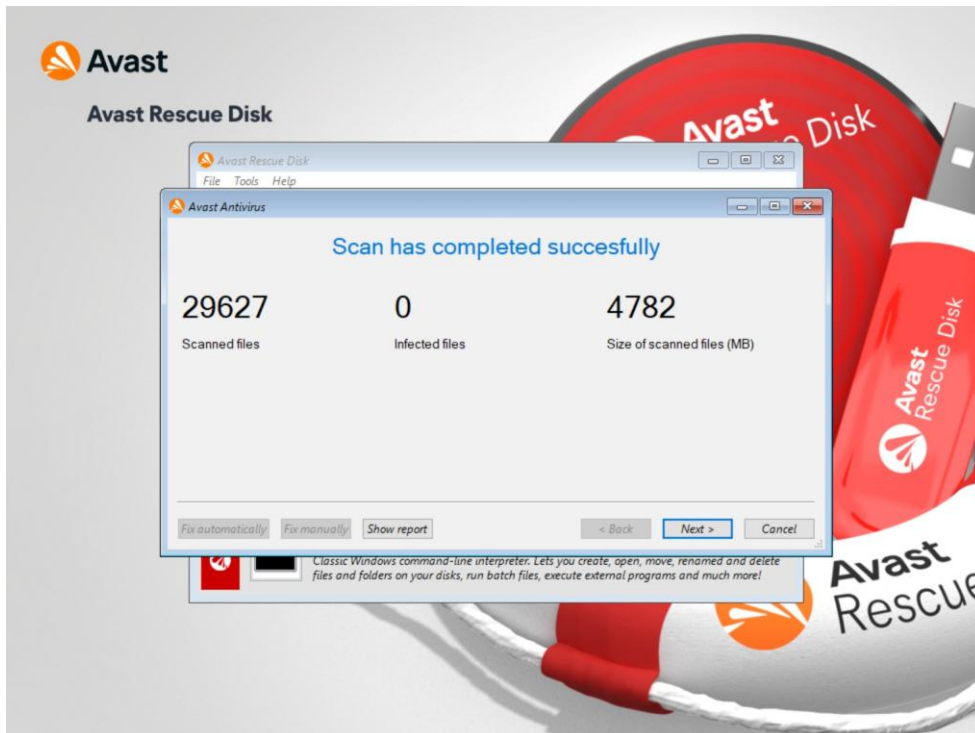 Avast
Avast Rescue Disk
Avast
Disk
Avast Rescue Disk
File Tools Help
Avast Antivirus
Scan has completed succesfully
29627
0
4782
Scanned files
Infected files
Size of scanned files (MB)
Fix automatically
Fix manually
Show report
< Back
Next >
Cancel
Classic Windows command-line interpreter. Lets you create, open, move, renamed and delete
files and folders on your disks, run batch files, execute external programs and much more!
Avast
Rescue Disk
Avast
Rescue